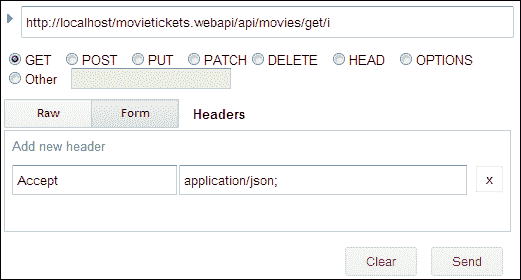 http://localhost/movietickets.webapi/api/movies/get/i
GET POST PUT PATCH DELETE HEAD OPTIONS
Other
Raw Form Headers
Add new header
Accept application/json; x
Clear Send